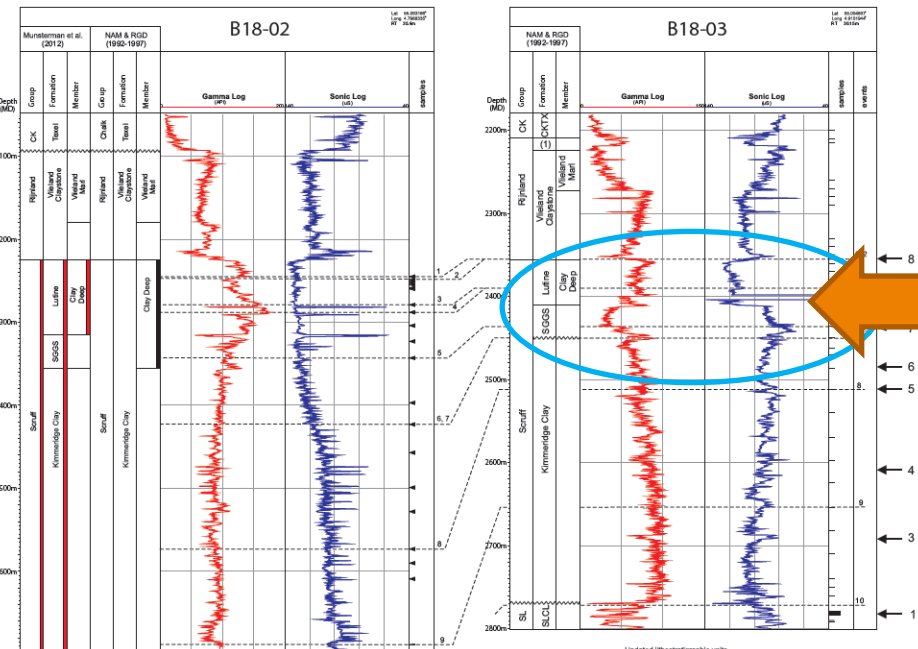 B18-02
Munsterman et al.
(2012)
NAM & RGD
(1992-1997)
Depth
(MD)
Group
Formation
Member
Group
Formation
Member
Gamma Log
(API)
Sonic Log
(uS)
samples
CK
Texel
Chalk
Texel
Rijnland
Vlieland
Claystone
Vlieland
Marl
Rijnland
Vlieland
Claystone
Vlieland
Marl
Scruff
Lutine
Clay
Deep
SGGS
Kimmeridge Clay
Scruff
Kimmeridge Clay
Clay Deep
100m
200m
300m
400m
500m
600m
1
2
3
4
5
6, 7
8
9
B18-03
NAM & RGD
(1992-1997)
Depth
(MD)
Group
Formation
Member
Gamma Log
(API)
Sonic Log
(uS)
samples
events
CK
CKTX
(1)
Rijnland
Vlieland
Claystone
Vlieland
Marl
Lutine
Clay
Deep
SGGS
Scruff
Kimmeridge Clay
SL
SLCL
2200m
2300m
2400m
2500m
2600m
2700m
2800m
8
9
10
8
6
5
4
3
1